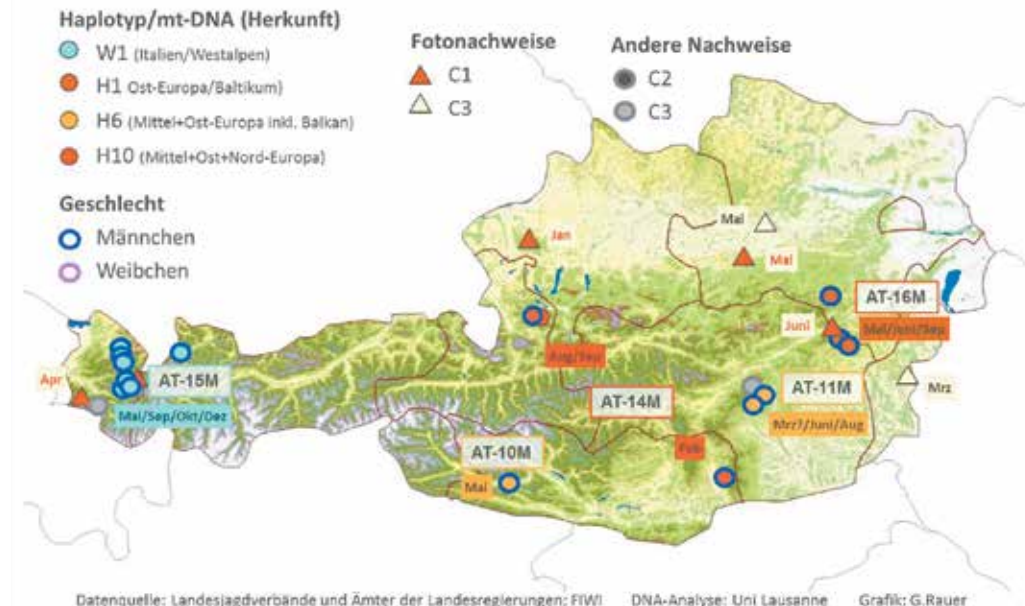 Haplotyp/mt-DNA (Herkunft)
W1 (Italien/Westalpen)
H1 Ost-Europa/Baltikum)
H6 (Mittel+Ost-Europa inkl. Balkan)
H10 (Mittel+Ost+Nord-Europa)
Geschlecht
Männchen
Weibchen
Fotonachweise
C1
C3
Andere Nachweise
C2
C3
Jan
Mai
Mai
AT-16M
Mai/Juni/Sep
Juni
Aug/Sep
Apr
AT-15M
Mai/Sep/Okt/Dez
AT-14M
AT-11M
Mrz?/Juni/Aug
Mrz
AT-10M
Mai
Feb
Datenquelle: Landesjagdverbände und Ämter der Landesregierungen; FIWI DNA-Analyse: Uni Lausanne Grafik: G.Rauer